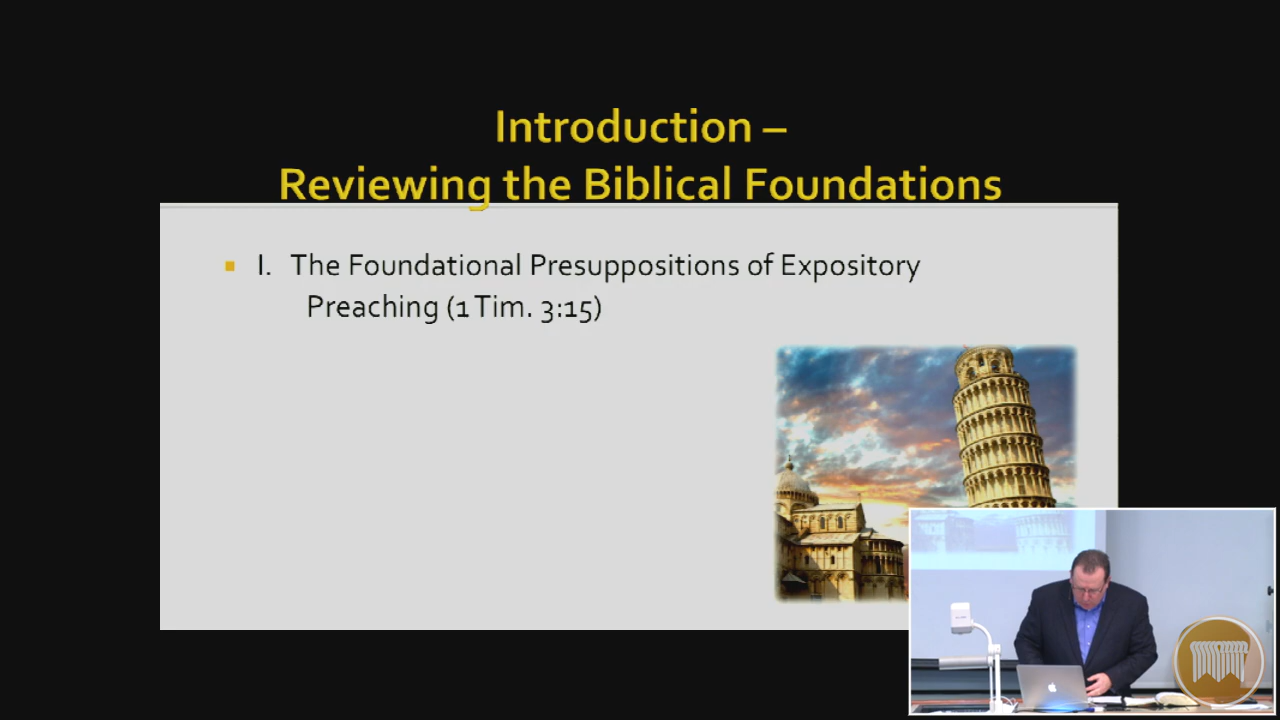 Introduction –
Reviewing the Biblical Foundations
I. The Foundational Presuppositions of Expository
Preaching (1 Tim. 3:15)